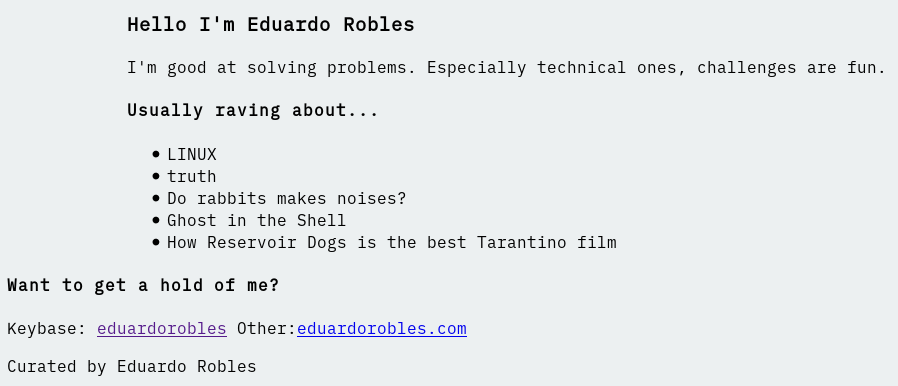 Hello I'm Eduardo Robles
I'm good at solving problems. Especially technical ones, challenges are fun.
Usually raving about...
• LINUX
• truth
• Do rabbits makes noises?
• Ghost in the Shell
• How Reservoir Dogs is the best Tarantino film
Want to get a hold of me?
Keybase: eduardorobles Other:eduardorobles.com
Curated by Eduardo Robles